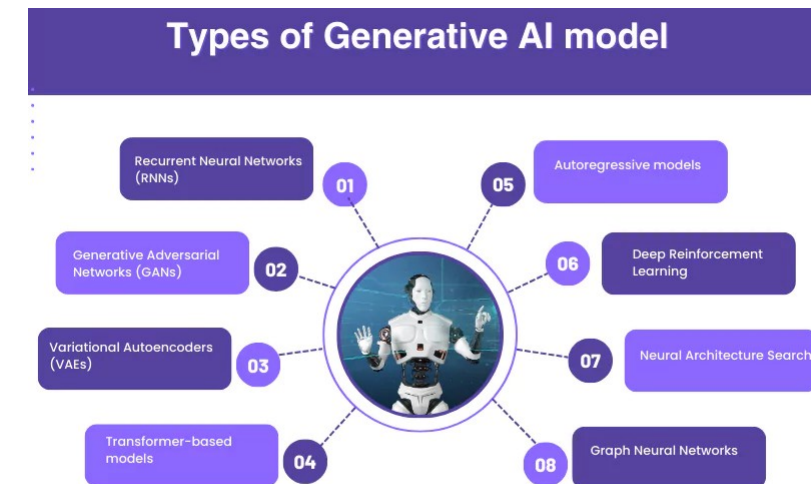 Types of Generative AI model
Recurrent Neural Networks
(RNNs)
01
Generative Adversarial
Networks (GANs)
02
Variational Autoencoders
(VAEs)
03
Transformer-based
models
04
05
Autoregressive models
06
Deep Reinforcement
Learning
07
Neural Architecture Search
08
Graph Neural Networks